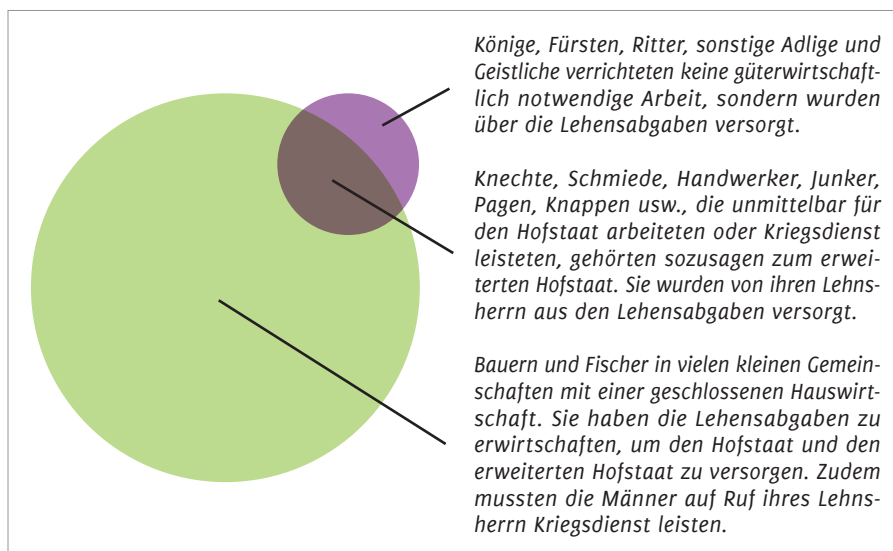 Könige, Fürsten, Ritter, sonstige Adlige und
Geistliche verrichteten keine güterwirtschaft-
lich notwendige Arbeit, sondern wurden
über die Lehensabgaben versorgt.
Knechte, Schmiede, Handwerker, Junker,
Pagen, Knappen usw., die unmittelbar für
den Hofstaat arbeiteten oder Kriegsdienst
leisteten, gehörten sozusagen zum erwei-
terten Hofstaat. Sie wurden von ihren Lehns-
herrn aus den Lehensabgaben versorgt.
Bauern und Fischer in vielen kleinen Gemein-
schaften mit einer geschlossenen Hauswirt-
schaft. Sie haben die Lehensabgaben zu
erwirtschaften, um den Hofstaat und den
erweiterten Hofstaat zu versorgen. Zudem
mussten die Männer auf Ruf ihres Lehns-
herrn Kriegsdienst leisten.